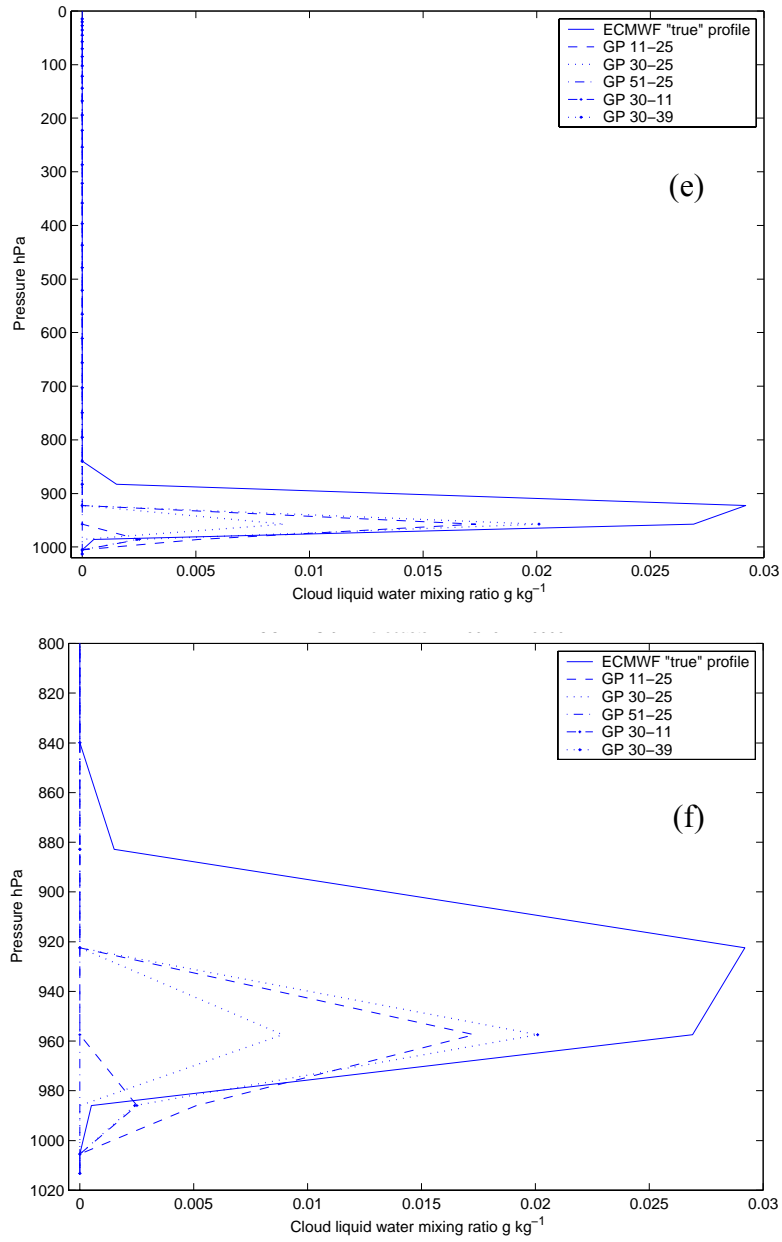 0
100
200
300
400
500
600
700
800
900
1000
Pressure hPa
ECMWF "true" profile
GP 11−25
GP 30−25
GP 51−25
GP 30−11
GP 30−39
(e)
0 0.005 0.01 0.015 0.02 0.025 0.03
Cloud liquid water mixing ratio g kg⁻¹
800
820
840
860
880
900
920
940
960
980
1000
1020
Pressure hPa
ECMWF "true" profile
GP 11−25
GP 30−25
GP 51−25
GP 30−11
GP 30−39
(f)
0 0.005 0.01 0.015 0.02 0.025 0.03
Cloud liquid water mixing ratio g kg⁻¹